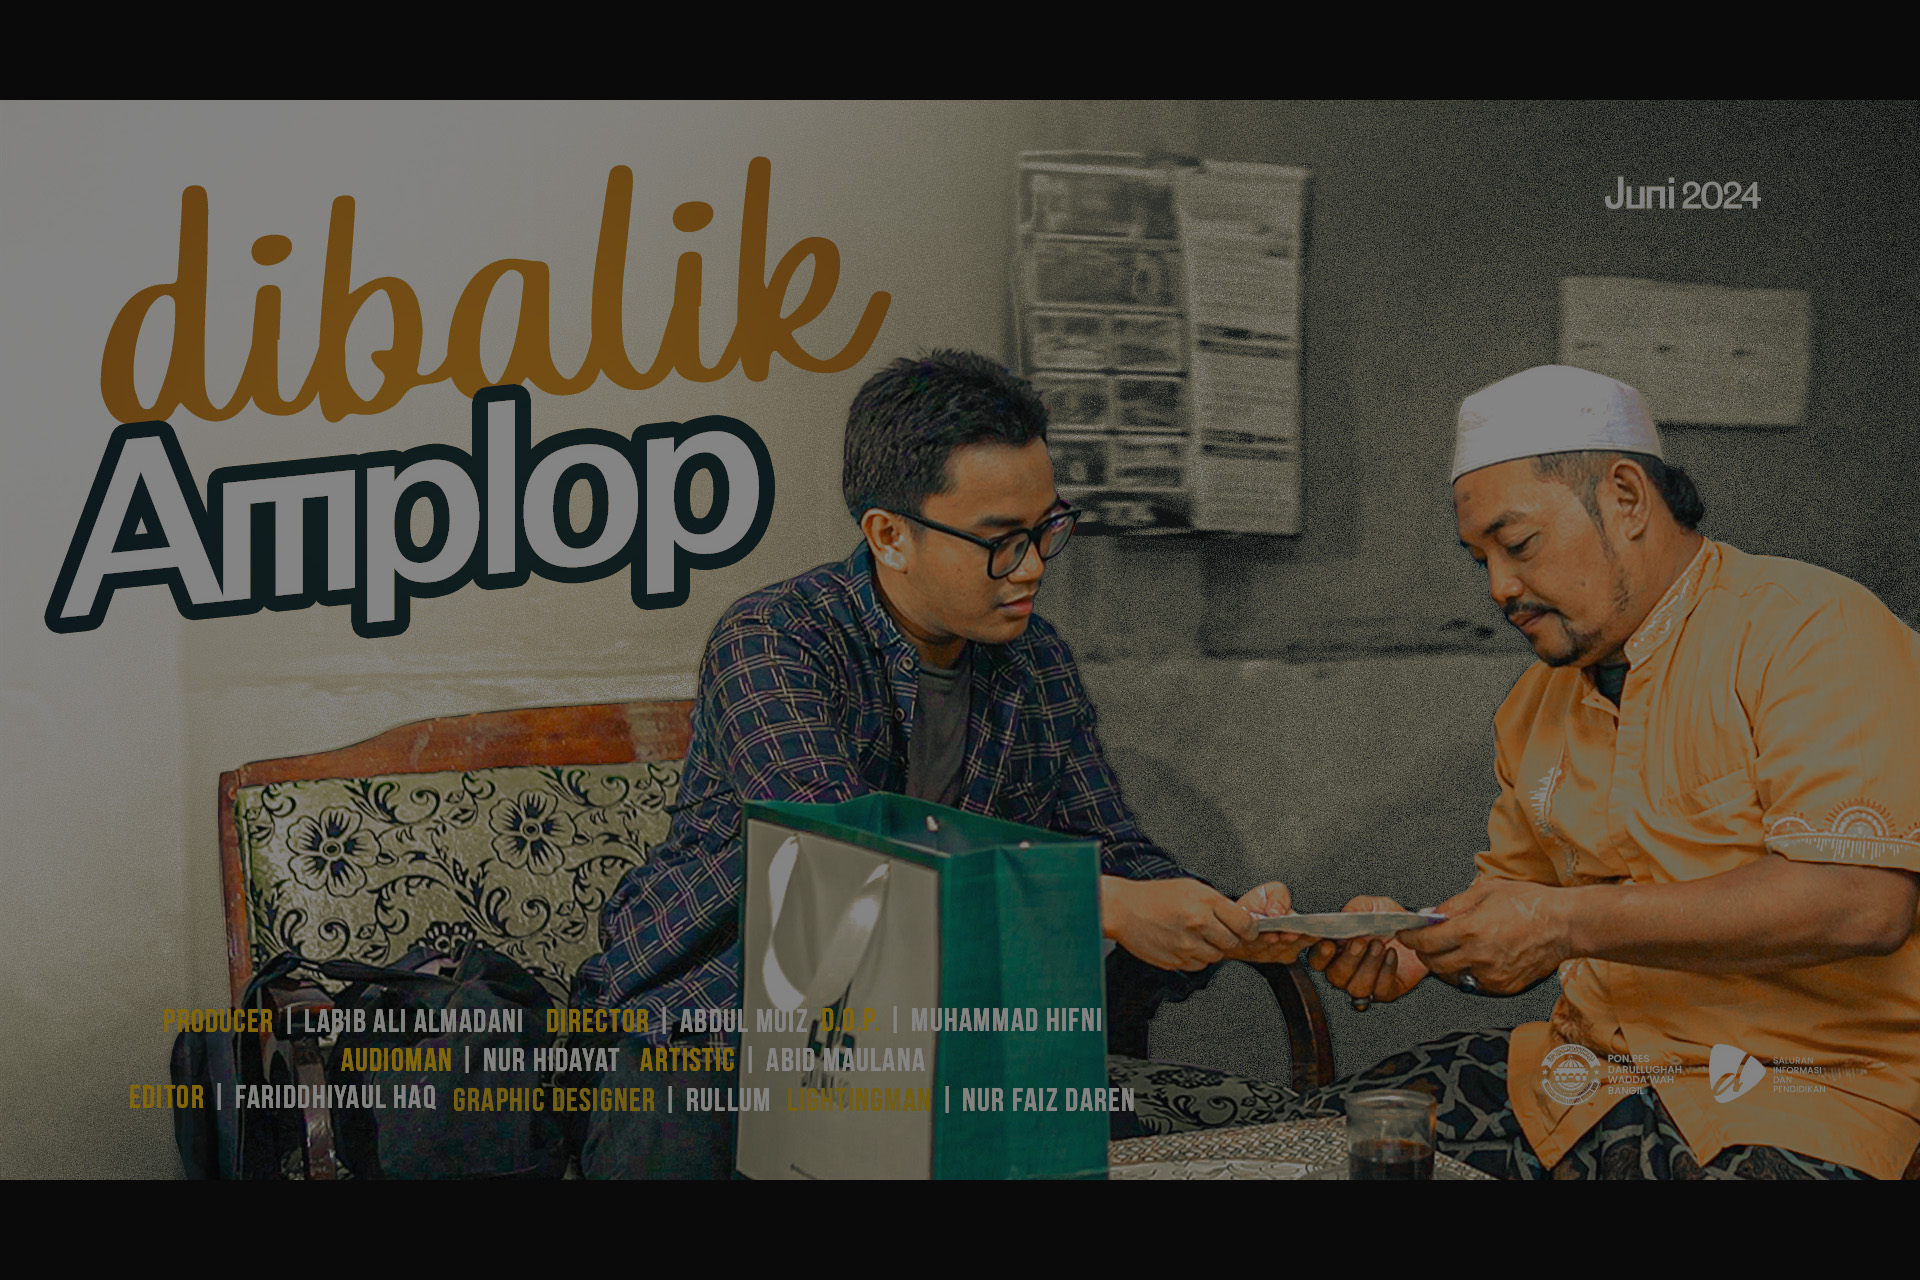 dibalik
Amplop
Juni 2024
PRODUCER | LABIB ALI ALMADANI DIRECTOR | ABDUL MUIZ D.O.P. | MUHAMMAD HIFNI
AUDIOMAN | NUR HIDAYAT ARTISTIC | ABID MAULANA
EDITOR | FARIDDHIYAUL HAQ GRAPHIC DESIGNER | RULLUM LIGHTINGMAN | NUR FAIZ DAREN
PON.PES
DARULLUGHAH
WADDA'WAH
BANGIL
SALURAN
INFORMASI
DAN
PENDIDIKAN